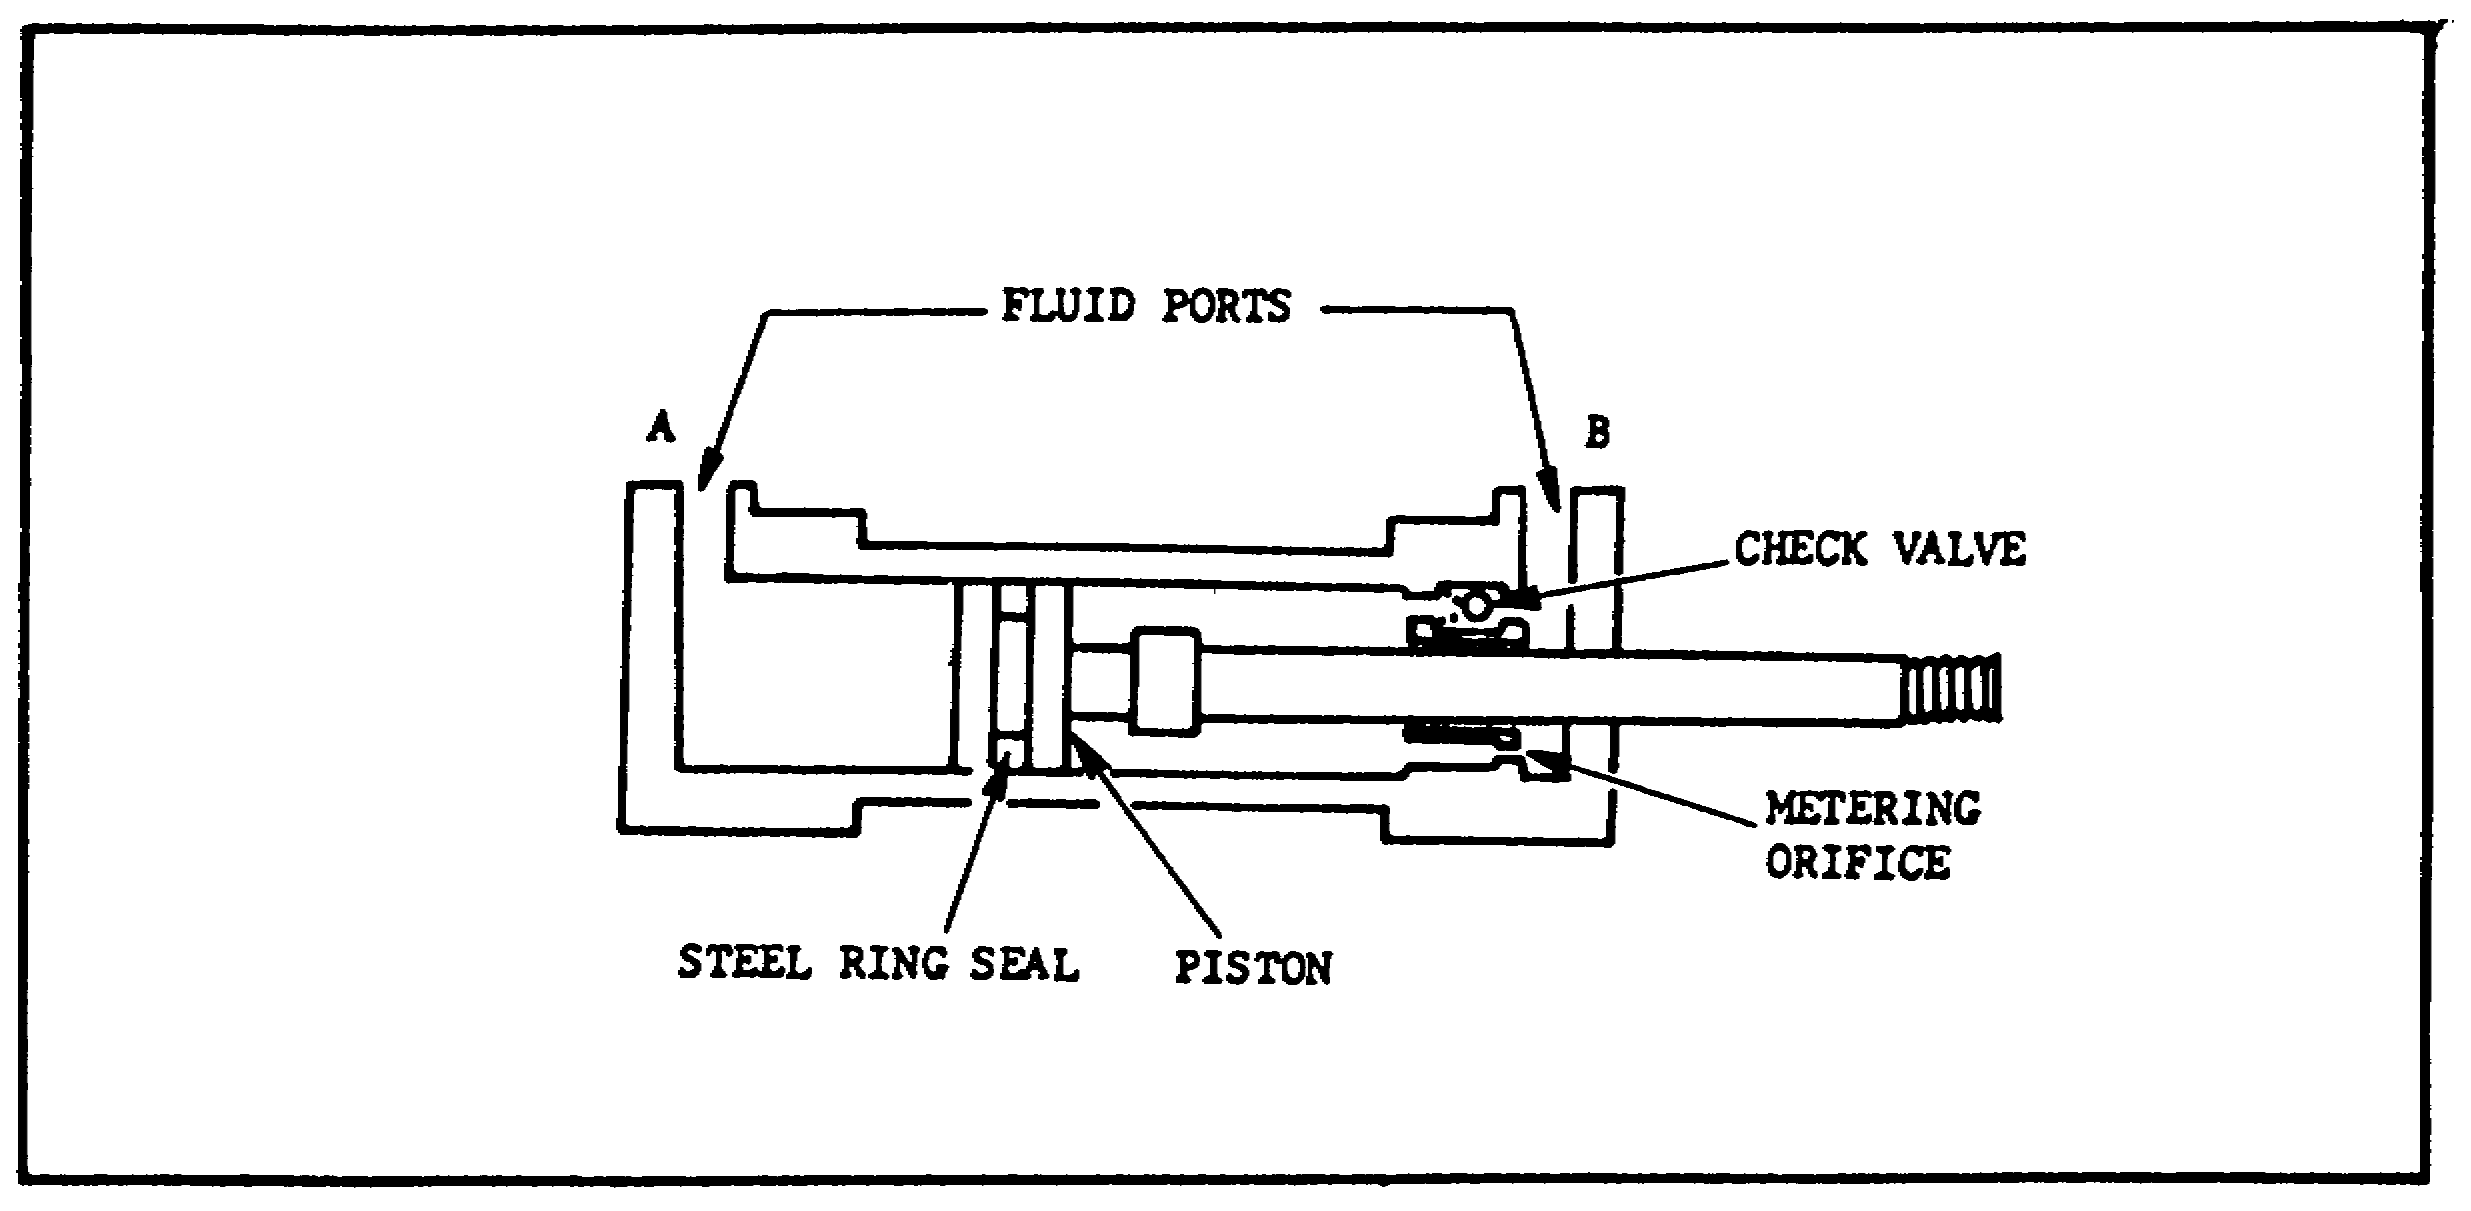 FLUID PORTS
A
B
CHECK VALVE
METERING
ORIFICE
STEEL RING SEAL
PISTON